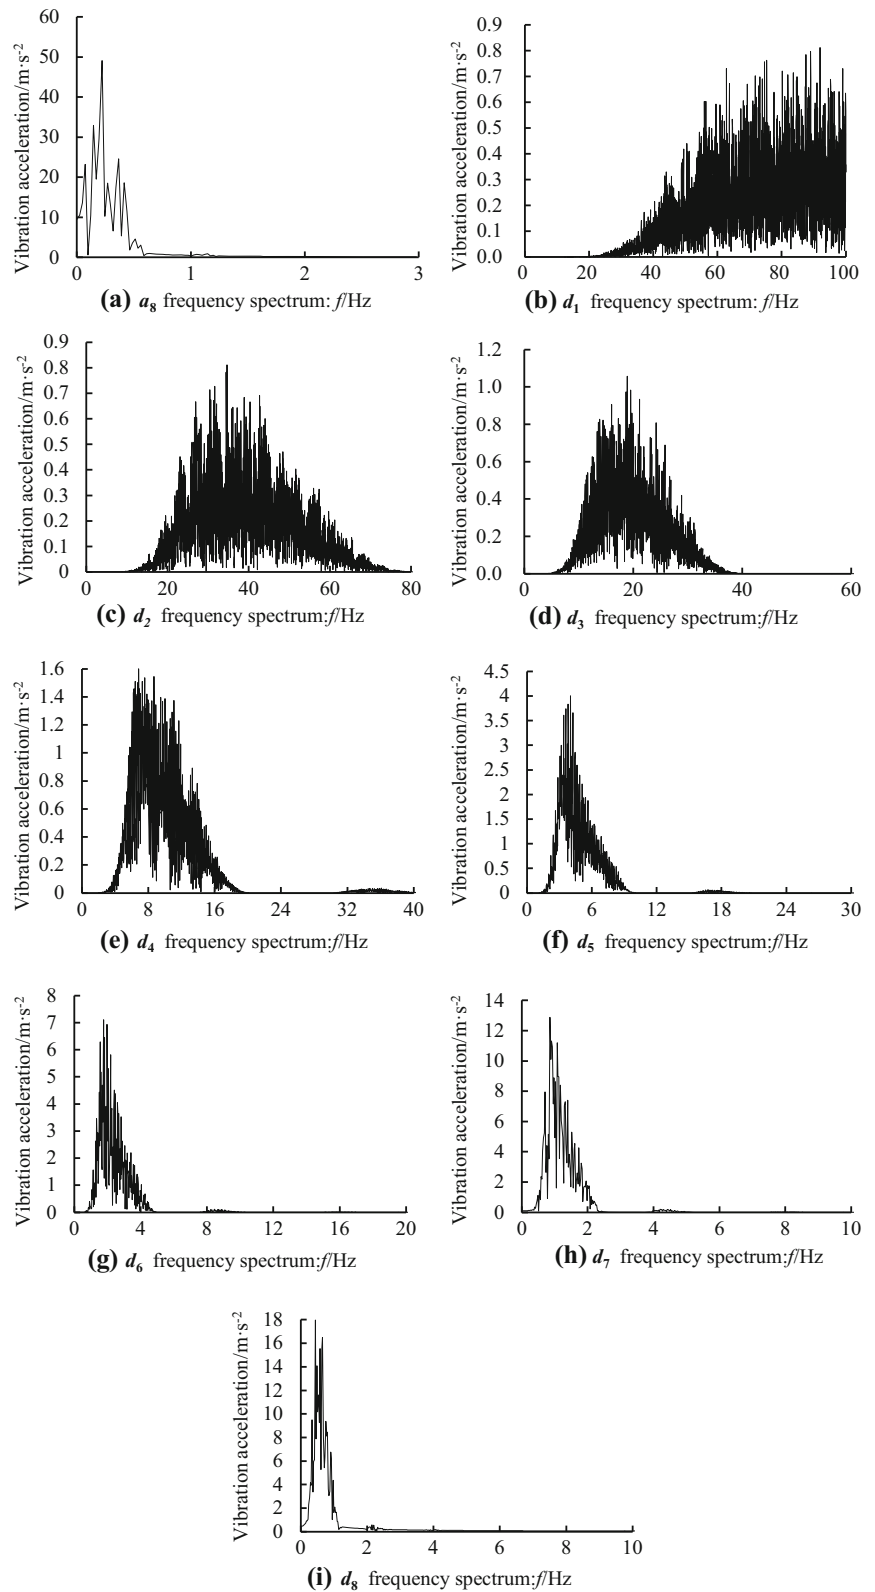 Vibration acceleration/m·s-2
60
50
40
30
20
10
0
0 1 2 3
(a) a8 frequency spectrum: f/Hz
Vibration acceleration/m·s-2
0.9
0.8
0.7
0.6
0.5
0.4
0.3
0.2
0.1
0.0
0 20 40 60 80 100
(b) d1 frequency spectrum: f/Hz
Vibration acceleration/m·s-2
0.9
0.8
0.7
0.6
0.5
0.4
0.3
0.2
0.1
0
0 20 40 60 80
(c) d2 frequency spectrum:f/Hz
Vibration acceleration/m·s-2
1.2
1.0
0.8
0.6
0.4
0.2
0.0
0 20 40 60
(d) d3 frequency spectrum:f/Hz
Vibration acceleration/m·s-2
1.6
1.4
1.2
1
0.8
0.6
0.4
0.2
0
0 8 16 24 32 40
(e) d4 frequency spectrum:f/Hz
Vibration acceleration/m·s-2
4.5
4
3.5
3
2.5
2
1.5
1
0.5
0
0 6 12 18 24 30
(f) d5 frequency spectrum:f/Hz
Vibration acceleration/m·s-2
8
7
6
5
4
3
2
1
0
0 4 8 12 16 20
(g) d6 frequency spectrum:f/Hz
Vibration acceleration/m·s-2
14
12
10
8
6
4
2
0
0 2 4 6 8 10
(h) d7 frequency spectrum:f/Hz
Vibration acceleration/m·s-2
18
16
14
12
10
8
6
4
2
0
0 2 4 6 8 10
(i) d8 frequency spectrum:f/Hz